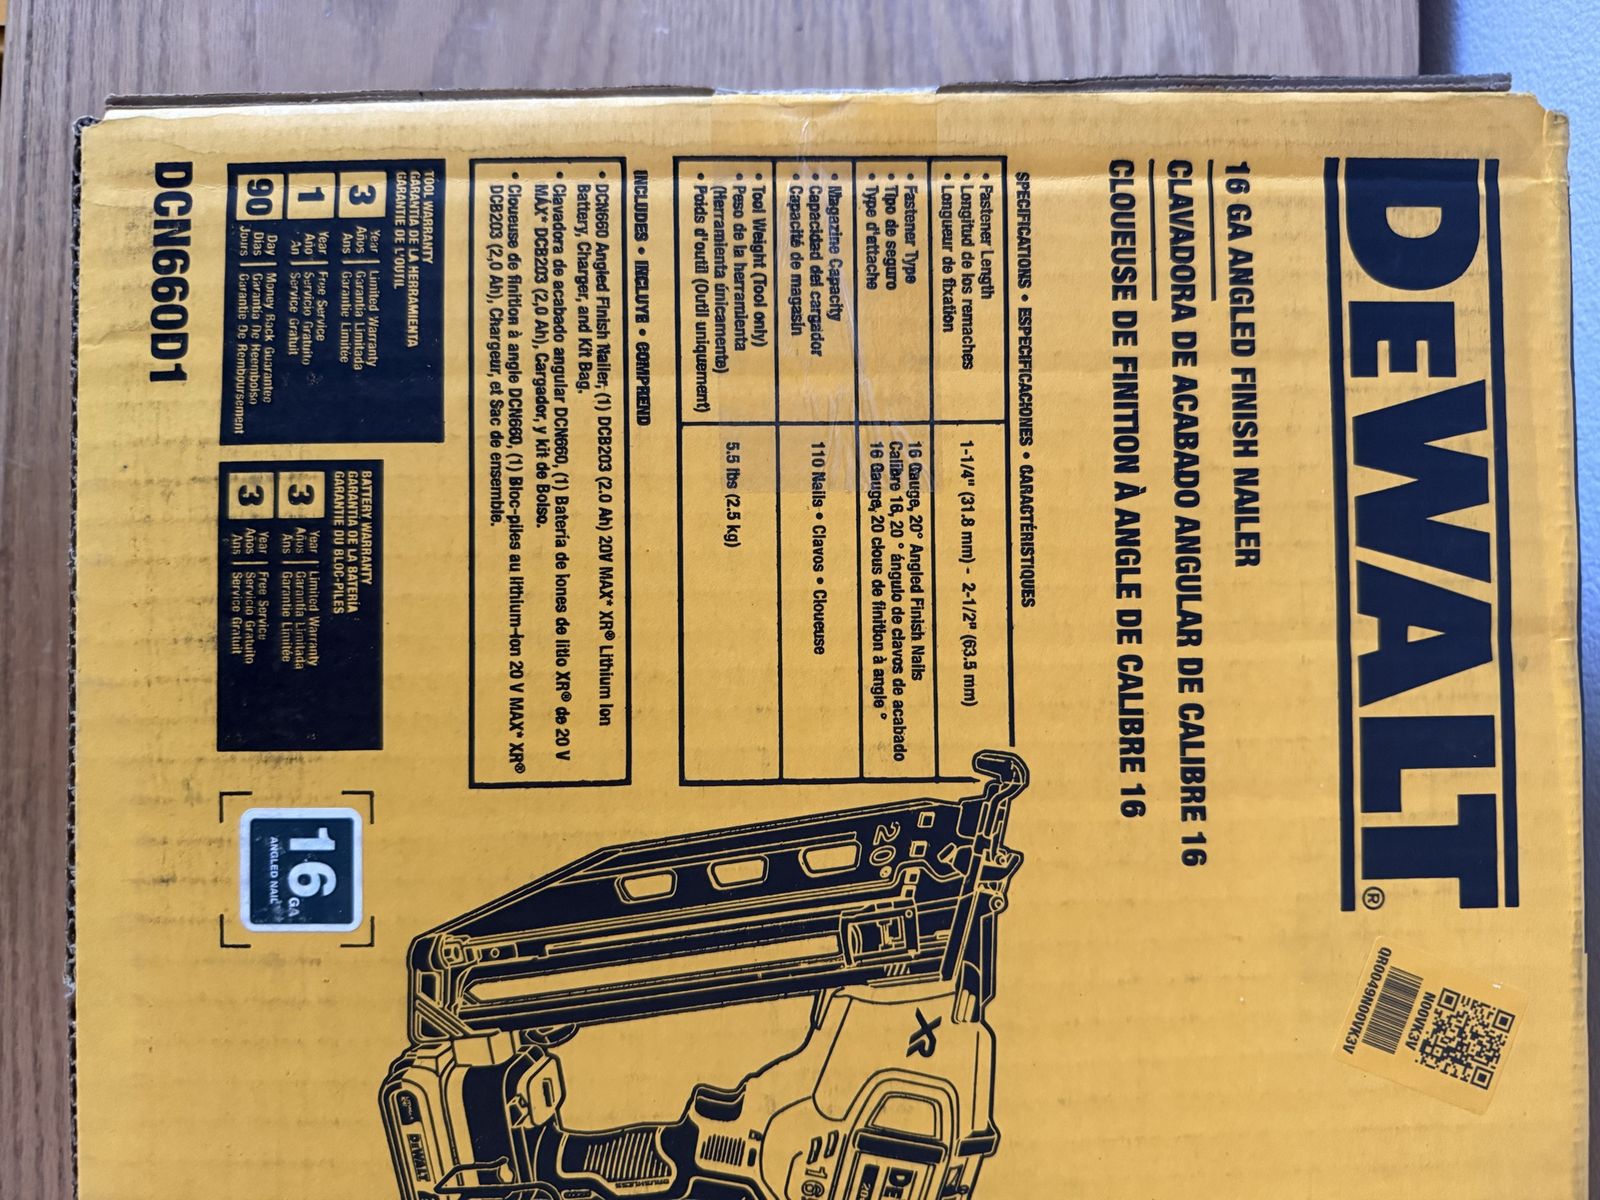 DEWALT®
QR0049N00VK3V
N00VK3V
16 GA ANGLED FINISH NAILER
CLAVADORA DE ACABADO ANGULAR DE CALIBRE 16
CLOUEUSE DE FINITION À ANGLE DE CALIBRE 16
SPECIFICATIONS • ESPECIFICACIONES • CARACTÉRISTIQUES
• Fastener Length
• Longitud de los remaches
• Longueur de fixation
1-1/4" (31.8 mm) - 2-1/2" (63.5 mm)
• Fastener Type
• Tipo de seguro
• Type d'attache
16 Gauge, 20° Angled Finish Nails
Calibre 16, 20 ° ángulo de clavos de acabado
16 Gauge, 20 clous de finition à angle °
• Magazine Capacity
• Capacidad del cargador
• Capacité de magasin
110 Nails • Clavos • Cloueuse
• Tool Weight (Tool only)
• Peso de la herramienta
(Herramienta únicamente)
• Poids d'outil (Outil uniquement)
5.5 lbs (2.5 kg)
INCLUDES • INCLUYE • COMPREND
• DCN660 Angled Finish Nailer, (1) DCB203 (2.0 Ah) 20V MAX* XR® Lithium Ion
Battery, Charger, and Kit Bag.
• Clavadora de acabado angular DCN660, (1) Batería de iones de litio XR® de 20 V
MÁX* DCB203 (2,0 Ah), Cargador, y kit de Bolso.
• Cloueuse de finition à angle DCN660, (1) Bloc-piles au lithium-ion 20 V MAX* XR®
DCB203 (2,0 Ah), Chargeur, et Sac de ensemble.
TOOL WARRANTY
GARANTÍA DE LA HERRAMIENTA
GARANTIE DE L'OUTIL
3
Year
Años
Ans
Limited Warranty
Garantía Limitada
Garantie Limitée
1
Year
Año
An
Free Service
Servicio Gratuito
Service Gratuit
90
Day
Días
Jours
Money Back Guarantee
Garantía De Reembolso
Garantie De Remboursement
BATTERY WARRANTY
GARANTÍA DE LA BATERÍA
GARANTIE DU BLOC-PILES
3
Year
Años
Ans
Limited Warranty
Garantía Limitada
Garantie Limitée
3
Year
Años
Ans
Free Service
Servicio Gratuito
Service Gratuit
DCN660D1
16 GA
ANGLED NAIL
20°
XR
16
DE
20
BRUSHLESS
DEWALT